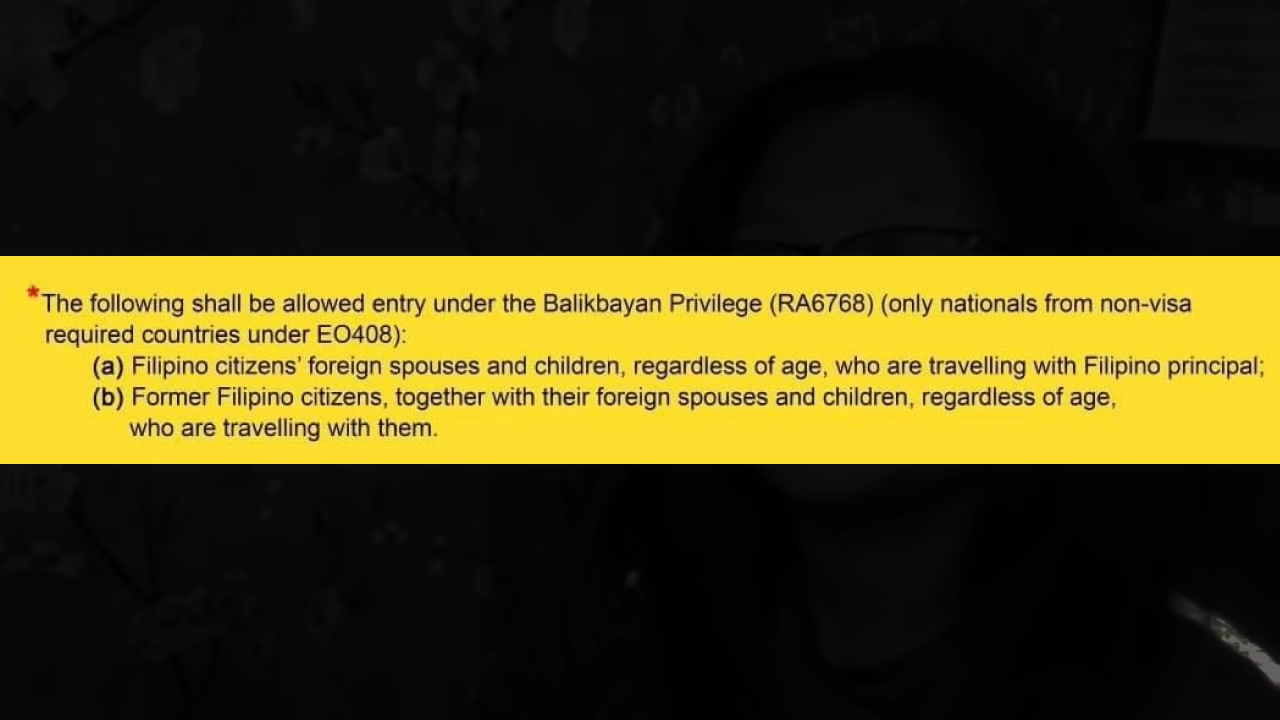 *The following shall be allowed entry under the Balikbayan Privilege (RA6768) (only nationals from non-visa
required countries under EO408):
(a) Filipino citizens' foreign spouses and children, regardless of age, who are travelling with Filipino principal;
(b) Former Filipino citizens, together with their foreign spouses and children, regardless of age,
who are travelling with them.